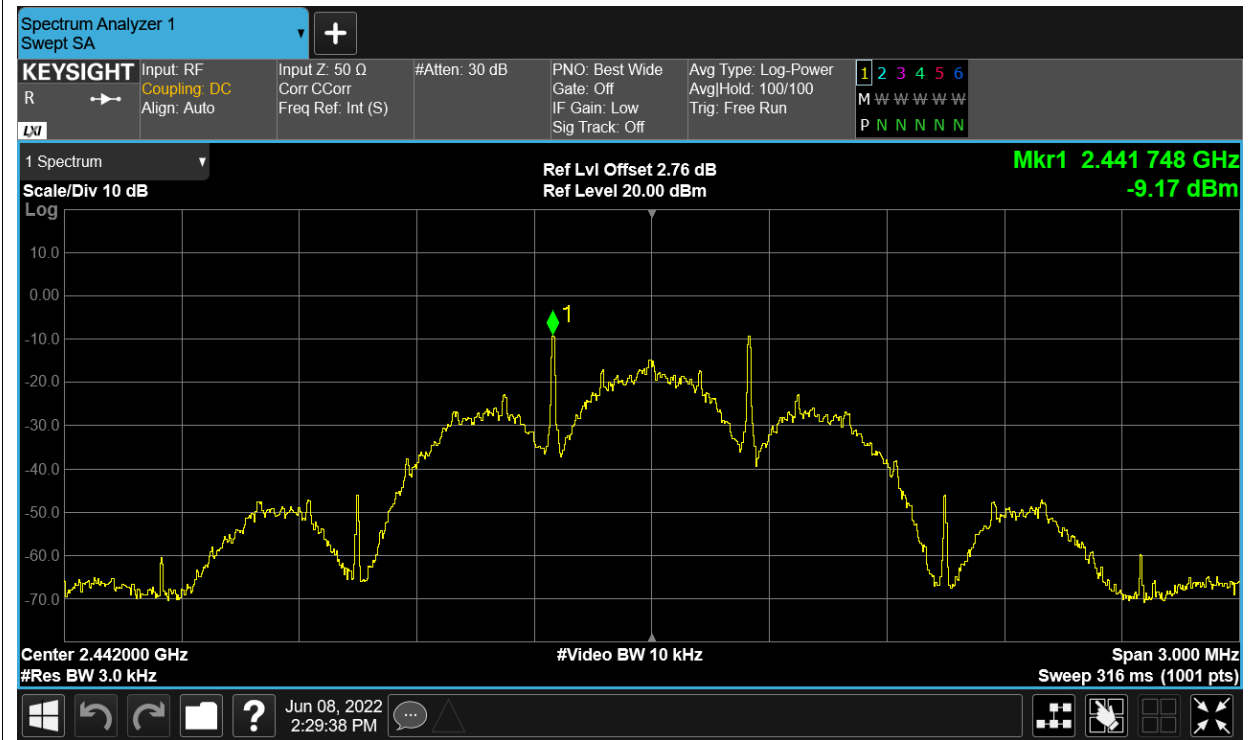 Spectrum Analyzer 1
Swept SA
KEYSIGHT
R
LXI
Input: RF
Coupling: DC
Align: Auto
Input Z: 50 Ω
Corr CCorr
Freq Ref: Int (S)
#Atten: 30 dB
PNO: Best Wide
Gate: Off
IF Gain: Low
Sig Track: Off
Avg Type: Log-Power
Avg|Hold: 100/100
Trig: Free Run
1 2 3 4 5 6
M W W W W W
P N N N N N
1 Spectrum
Scale/Div 10 dB
Ref Lvl Offset 2.76 dB
Ref Level 20.00 dBm
Mkr1 2.441 748 GHz
-9.17 dBm
Log
10.0
0.00
1
-10.0
-20.0
-30.0
-40.0
-50.0
-60.0
-70.0
Center 2.442000 GHz
#Res BW 3.0 kHz
#Video BW 10 kHz
Span 3.000 MHz
Sweep 316 ms (1001 pts)
?
Jun 08, 2022
2:29:38 PM